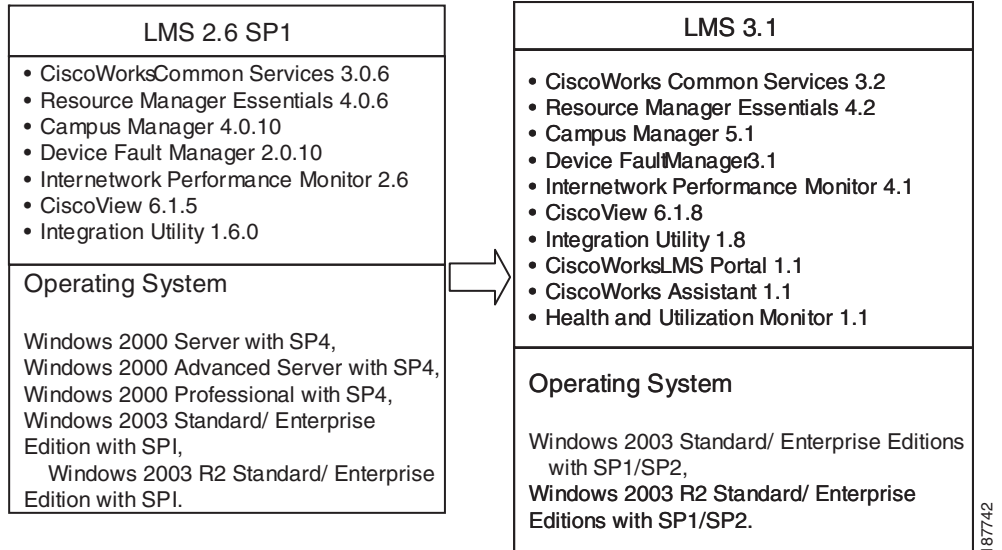 LMS 2.6 SP1
• CiscoWorksCommon Services 3.0.6
• Resource Manager Essentials 4.0.6
• Campus Manager 4.0.10
• Device Fault Manager 2.0.10
• Internetwork Performance Monitor 2.6
• CiscoView 6.1.5
• Integration Utility 1.6.0
Operating System
Windows 2000 Server with SP4,
Windows 2000 Advanced Server with SP4,
Windows 2000 Professional with SP4,
Windows 2003 Standard/ Enterprise
Edition with SPI,
Windows 2003 R2 Standard/ Enterprise
Edition with SPI.
LMS 3.1
• CiscoWorks Common Services 3.2
• Resource Manager Essentials 4.2
• Campus Manager 5.1
• Device FaultManager3.1
• Internetwork Performance Monitor 4.1
• CiscoView 6.1.8
• Integration Utility 1.8
• CiscoWorksLMS Portal 1.1
• CiscoWorks Assistant 1.1
• Health and Utilization Monitor 1.1
Operating System
Windows 2003 Standard/ Enterprise Editions
with SP1/SP2,
Windows 2003 R2 Standard/ Enterprise
Editions with SP1/SP2.
187742